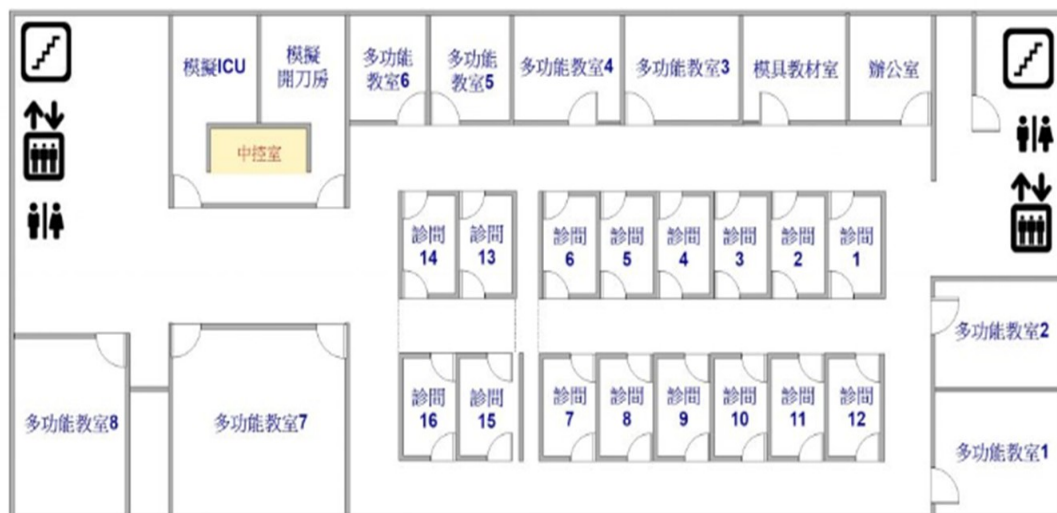 模擬ICU
模擬
開刀房
多功能
教室6
多功能
教室5
多功能教室4
多功能教室3
模具教材室
辦公室
中控室
診間
14
診間
13
診間
6
診間
5
診間
4
診間
3
診間
2
診間
1
多功能教室2
診間
16
診間
15
診間
7
診間
8
診間
9
診間
10
診間
11
診間
12
多功能教室8
多功能教室7
多功能教室1